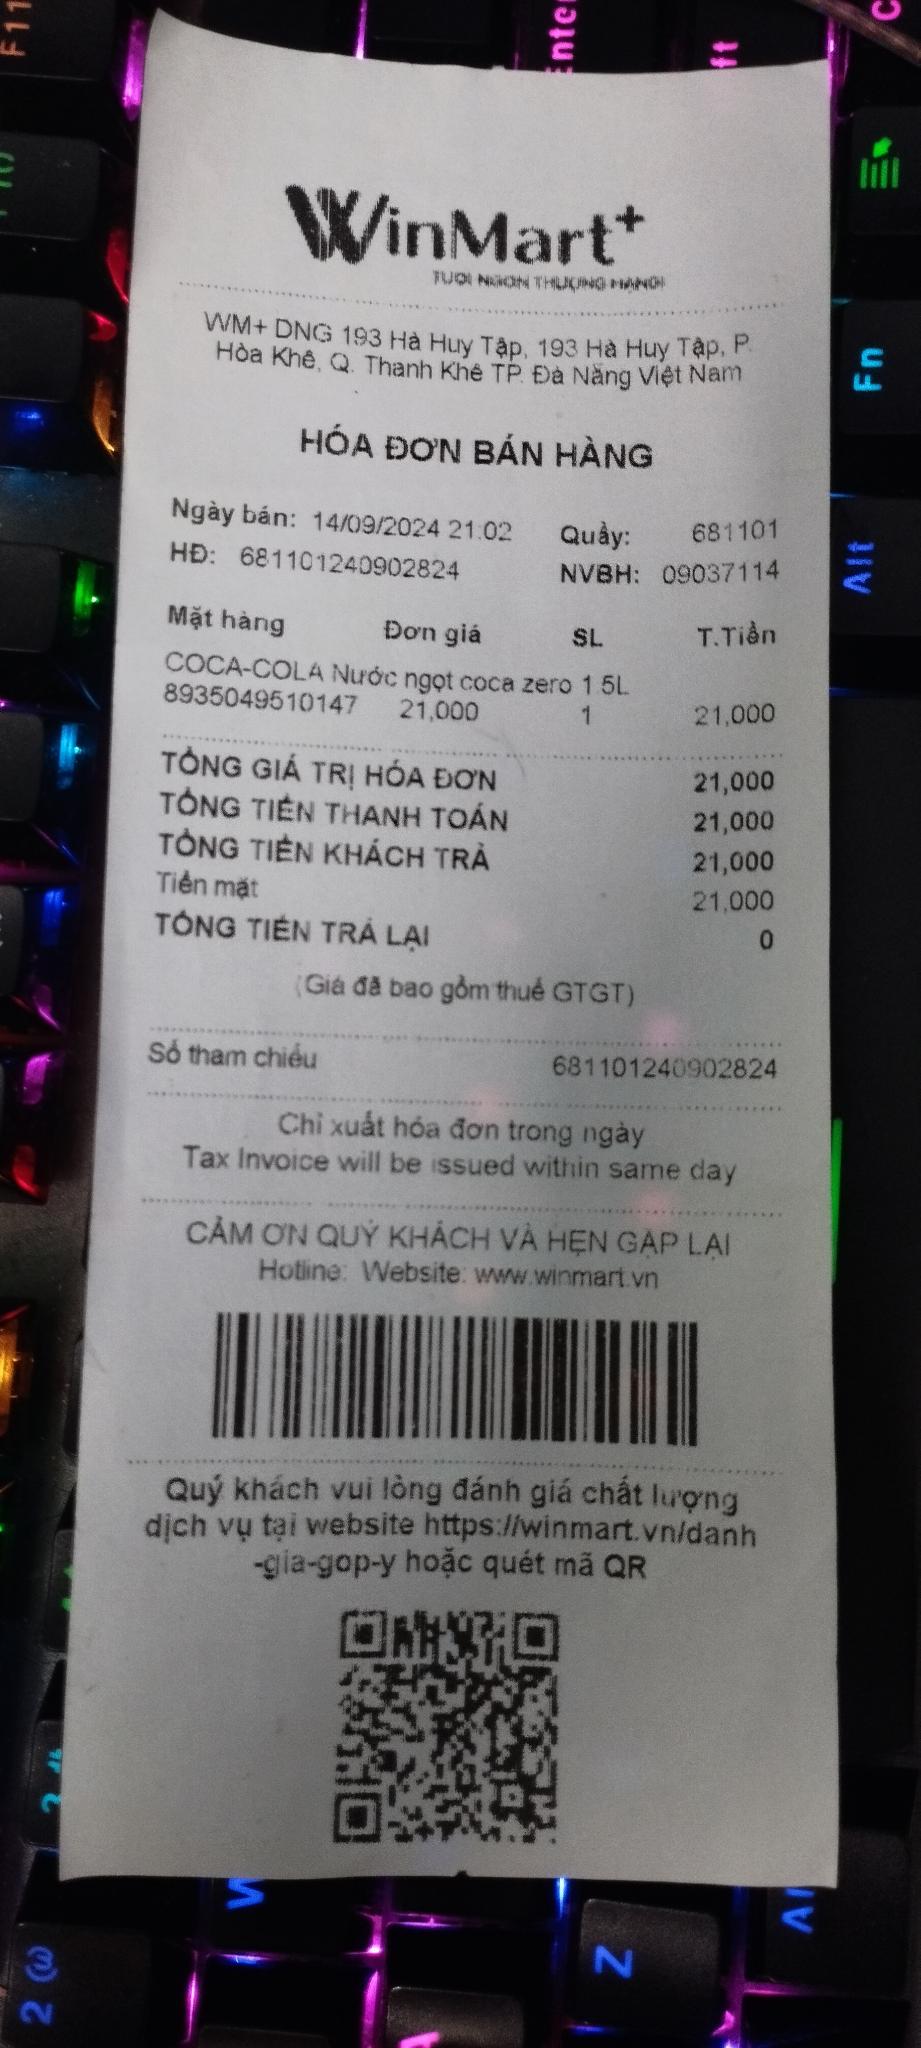 WinMart+
TƯƠI NGON THƯỢNG HẠNG!
WM+ DNG 193 Hà Huy Tập, 193 Hà Huy Tập, P.
Hòa Khê, Q. Thanh Khê TP. Đà Nẵng Việt Nam
HÓA ĐƠN BÁN HÀNG
Ngày bán: 14/09/2024 21:02 Quầy: 681101
HĐ: 681101240902824 NVBH: 09037114
Mặt hàng Đơn giá SL T.Tiền
COCA-COLA Nước ngọt coca zero 1.5L
8935049510147 21,000 1 21,000
TỔNG GIÁ TRỊ HÓA ĐƠN 21,000
TỔNG TIỀN THANH TOÁN 21,000
TỔNG TIỀN KHÁCH TRẢ 21,000
Tiền mặt 21,000
TỔNG TIỀN TRẢ LẠI 0
(Giá đã bao gồm thuế GTGT)
Số tham chiếu 681101240902824
Chỉ xuất hóa đơn trong ngày
Tax Invoice will be issued within same day
CẢM ƠN QUÝ KHÁCH VÀ HẸN GẶP LẠI
Hotline: Website: www.winmart.vn
Quý khách vui lòng đánh giá chất lượng
dịch vụ tại website https://winmart.vn/danh
-gia-gop-y hoặc quét mã QR
F11
Enter
Fn
Alt
Z
2